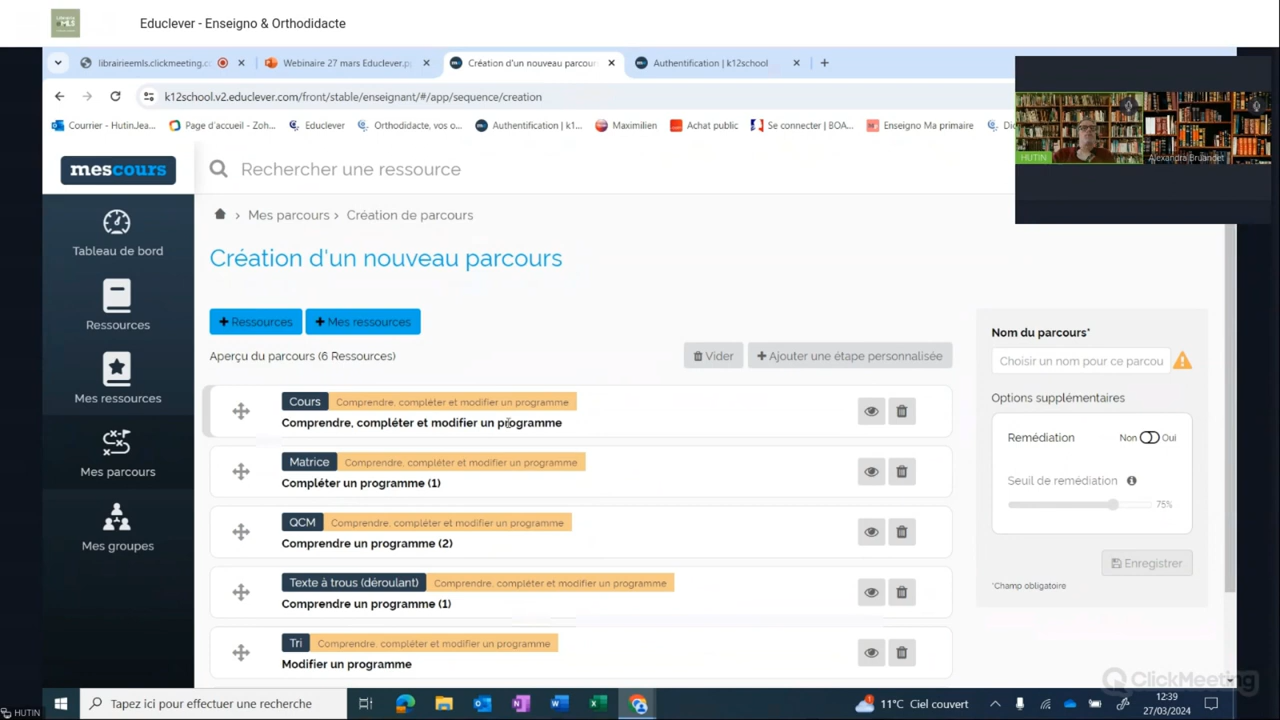 Educlever - Enseigno & Orthodidacte
librairieemls.clickmeeting.c
Webinaire 27 mars Educlever.p
Création d'un nouveau parcour
Authentification | k12school
k12school.v2.educlever.com/front/stable/enseignant/#/app/sequence/creation
Courrier - HutinJea...
Page d'accueil - Zoh...
Educlever
Orthodidacte, vos o...
Authentification | k1...
Maximilien
Achat public
Se connecter | BOA...
Enseigno Ma primaire
HUTIN
Alexandra Bruandet
mescours
Rechercher une ressource
Tableau de bord
Ressources
Mes ressources
Mes parcours
Mes groupes
Mes parcours > Création de parcours
Création d'un nouveau parcours
+ Ressources
+ Mes ressources
Aperçu du parcours (6 Ressources)
Vider
+ Ajouter une étape personnalisée
Cours Comprendre, compléter et modifier un programme
Comprendre, compléter et modifier un programme
Matrice Comprendre, compléter et modifier un programme
Compléter un programme (1)
QCM Comprendre, compléter et modifier un programme
Comprendre un programme (2)
Texte à trous (déroulant) Comprendre, compléter et modifier un programme
Comprendre un programme (1)
Tri Comprendre, compléter et modifier un programme
Modifier un programme
Nom du parcours*
Choisir un nom pour ce parcou
Options supplémentaires
Remédiation Non Oui
Seuil de remédiation
75%
Enregistrer
*Champ obligatoire
ClickMeeting
Tapez ici pour effectuer une recherche
11°C Ciel couvert
12:39
27/03/2024
HUTIN